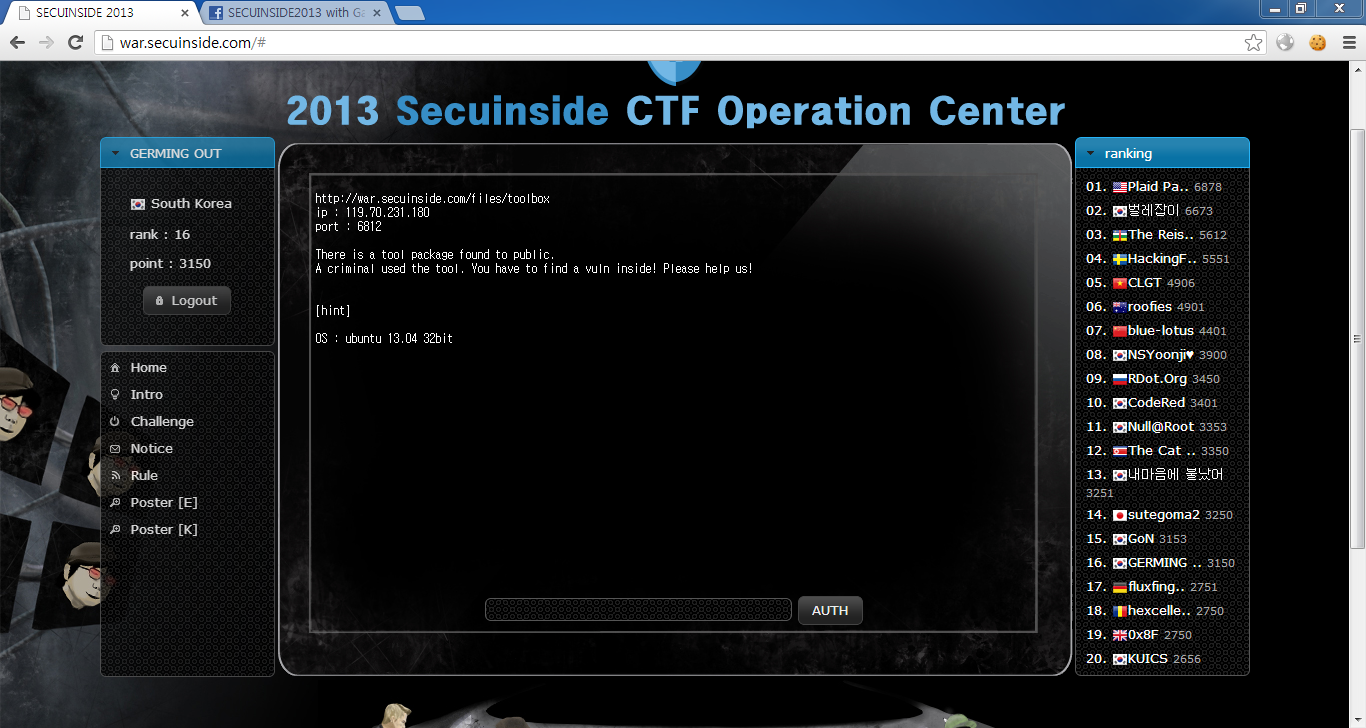 SECUINSIDE 2013
SECUINSIDE2013 with Ga
war.secuinside.com/#
2013 Secuinside CTF Operation Center
GERMING OUT
South Korea
rank : 16
point : 3150
Logout
Home
Intro
Challenge
Notice
Rule
Poster [E]
Poster [K]
http://war.secuinside.com/files/toolbox
ip : 119.70.231.180
port : 6812
There is a tool package found to public.
A criminal used the tool. You have to find a vuln inside! Please help us!
[hint]
OS : ubuntu 13.04 32bit
AUTH
ranking
01. Plaid Pa.. 6878
02. 벌레잡이 6673
03. The Reis.. 5612
04. HackingF.. 5551
05. CLGT 4906
06. roofies 4901
07. blue-lotus 4401
08. NSYoonji♥ 3900
09. RDot.Org 3450
10. CodeRed 3401
11. Null@Root 3353
12. The Cat .. 3350
13. 내마음에 불났어
3251
14. sutegoma2 3250
15. GoN 3153
16. GERMING .. 3150
17. fluxfing.. 2751
18. hexcelle.. 2750
19. 0x8F 2750
20. KUICS 2656